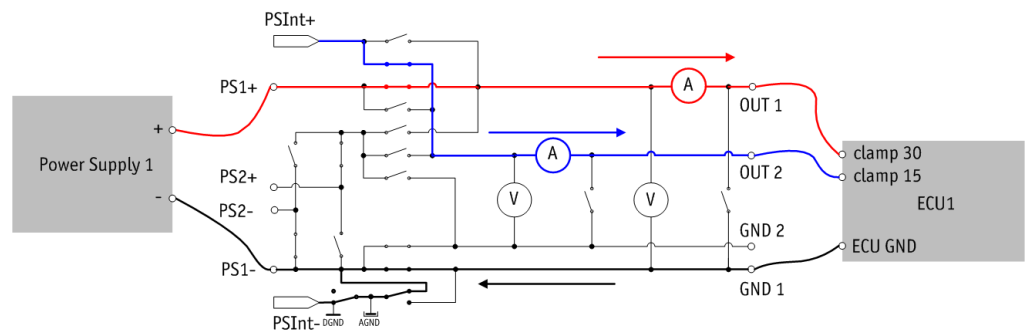 PSInt+
PS1+
A
OUT 1
+
Power Supply 1
-
clamp 30
A
OUT 2
clamp 15
PS2+
V
V
ECU1
PS2-
GND 2
ECU GND
PS1-
GND 1
PSInt-
DGND
AGND